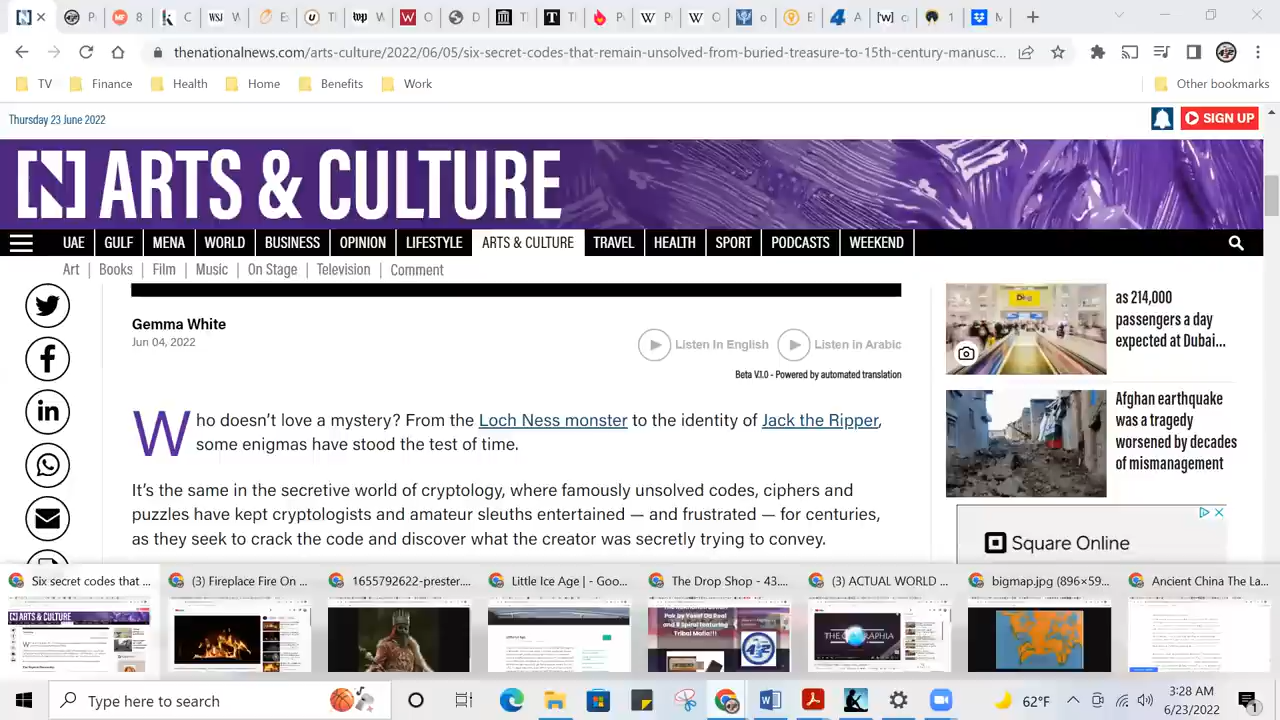 K
WSJ
E
U
top
W
D
T
P
W
P
W
o
B
A
[w]
1
M
thenationalnews.com/arts-culture/2022/06/05/six-secret-codes-that-remain-unsolved-from-buried-treasure-to-15th-century-manusc...
TV Finance Health Home Benefits Work Other bookmarks
Thursday 23 June 2022 SIGN UP
N ARTS & CULTURE
UAE GULF MENA WORLD BUSINESS OPINION LIFESTYLE ARTS & CULTURE TRAVEL HEALTH SPORT PODCASTS WEEKEND
Art | Books | Film | Music | On Stage | Television | Comment
Gemma White
Jun 04, 2022
Listen In English Listen in Arabic
Beta V.1.0 - Powered by automated translation
Who doesn’t love a mystery? From the Loch Ness monster to the identity of Jack the Ripper,
some enigmas have stood the test of time.
It’s the same in the secretive world of cryptology, where famously unsolved codes, ciphers and
puzzles have kept cryptologists and amateur sleuths entertained — and frustrated — for centuries,
as they seek to crack the code and discover what the creator was secretly trying to convey.
as 214,000
passengers a day
expected at Dubai...
Afghan earthquake
was a tragedy
worsened by decades
of mismanagement
Square Online
Six secret codes that ... (3) Fireplace Fire On ... 1655792622-prester.... Little Ice Age | - Goo... The Drop Shop - 43.... (3) ACTUAL WORLD ... bigmap.jpg (896×59... Ancient China The La...
ARTS & CULTURE
Type here to search
62°F
3:28 AM
6/23/2022
1